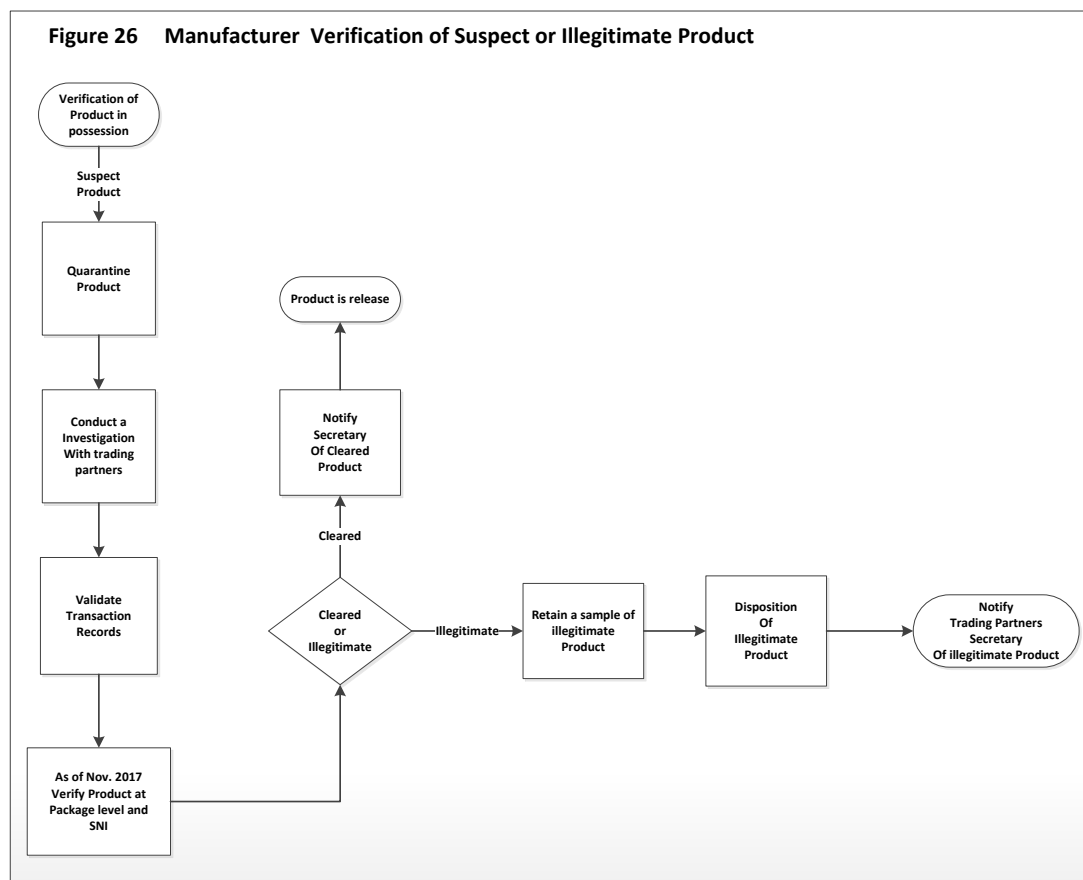 Figure 26 Manufacturer Verification of Suspect or Illegitimate Product
Verification of
Product in
possession
Suspect
Product
Quarantine
Product
Conduct a
Investigation
With trading
partners
Validate
Transaction
Records
As of Nov. 2017
Verify Product at
Package level and
SNI
Product is release
Notify
Secretary
Of Cleared
Product
Cleared
Cleared
or
Illegitimate
Illegitimate
Retain a sample of
illegitimate
Product
Disposition
Of
Illegitimate
Product
Notify
Trading Partners
Secretary
Of illegitimate Product